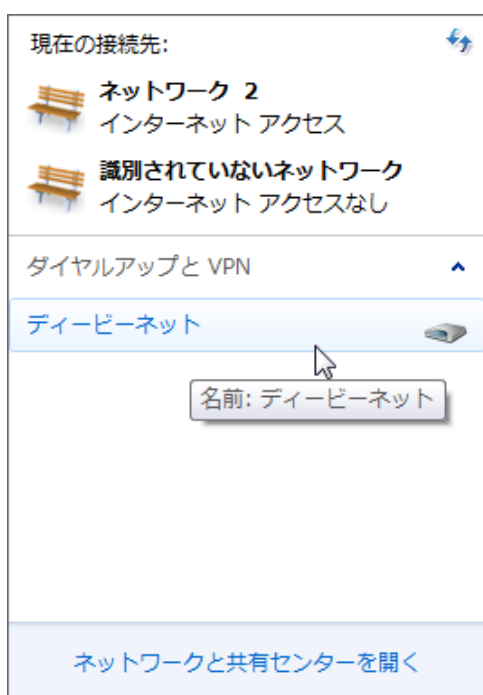 現在の接続先:
ネットワーク 2
インターネット アクセス
識別されていないネットワーク
インターネット アクセスなし
ダイヤルアップと VPN
ディービーネット
名前: ディービーネット
ネットワークと共有センターを開く